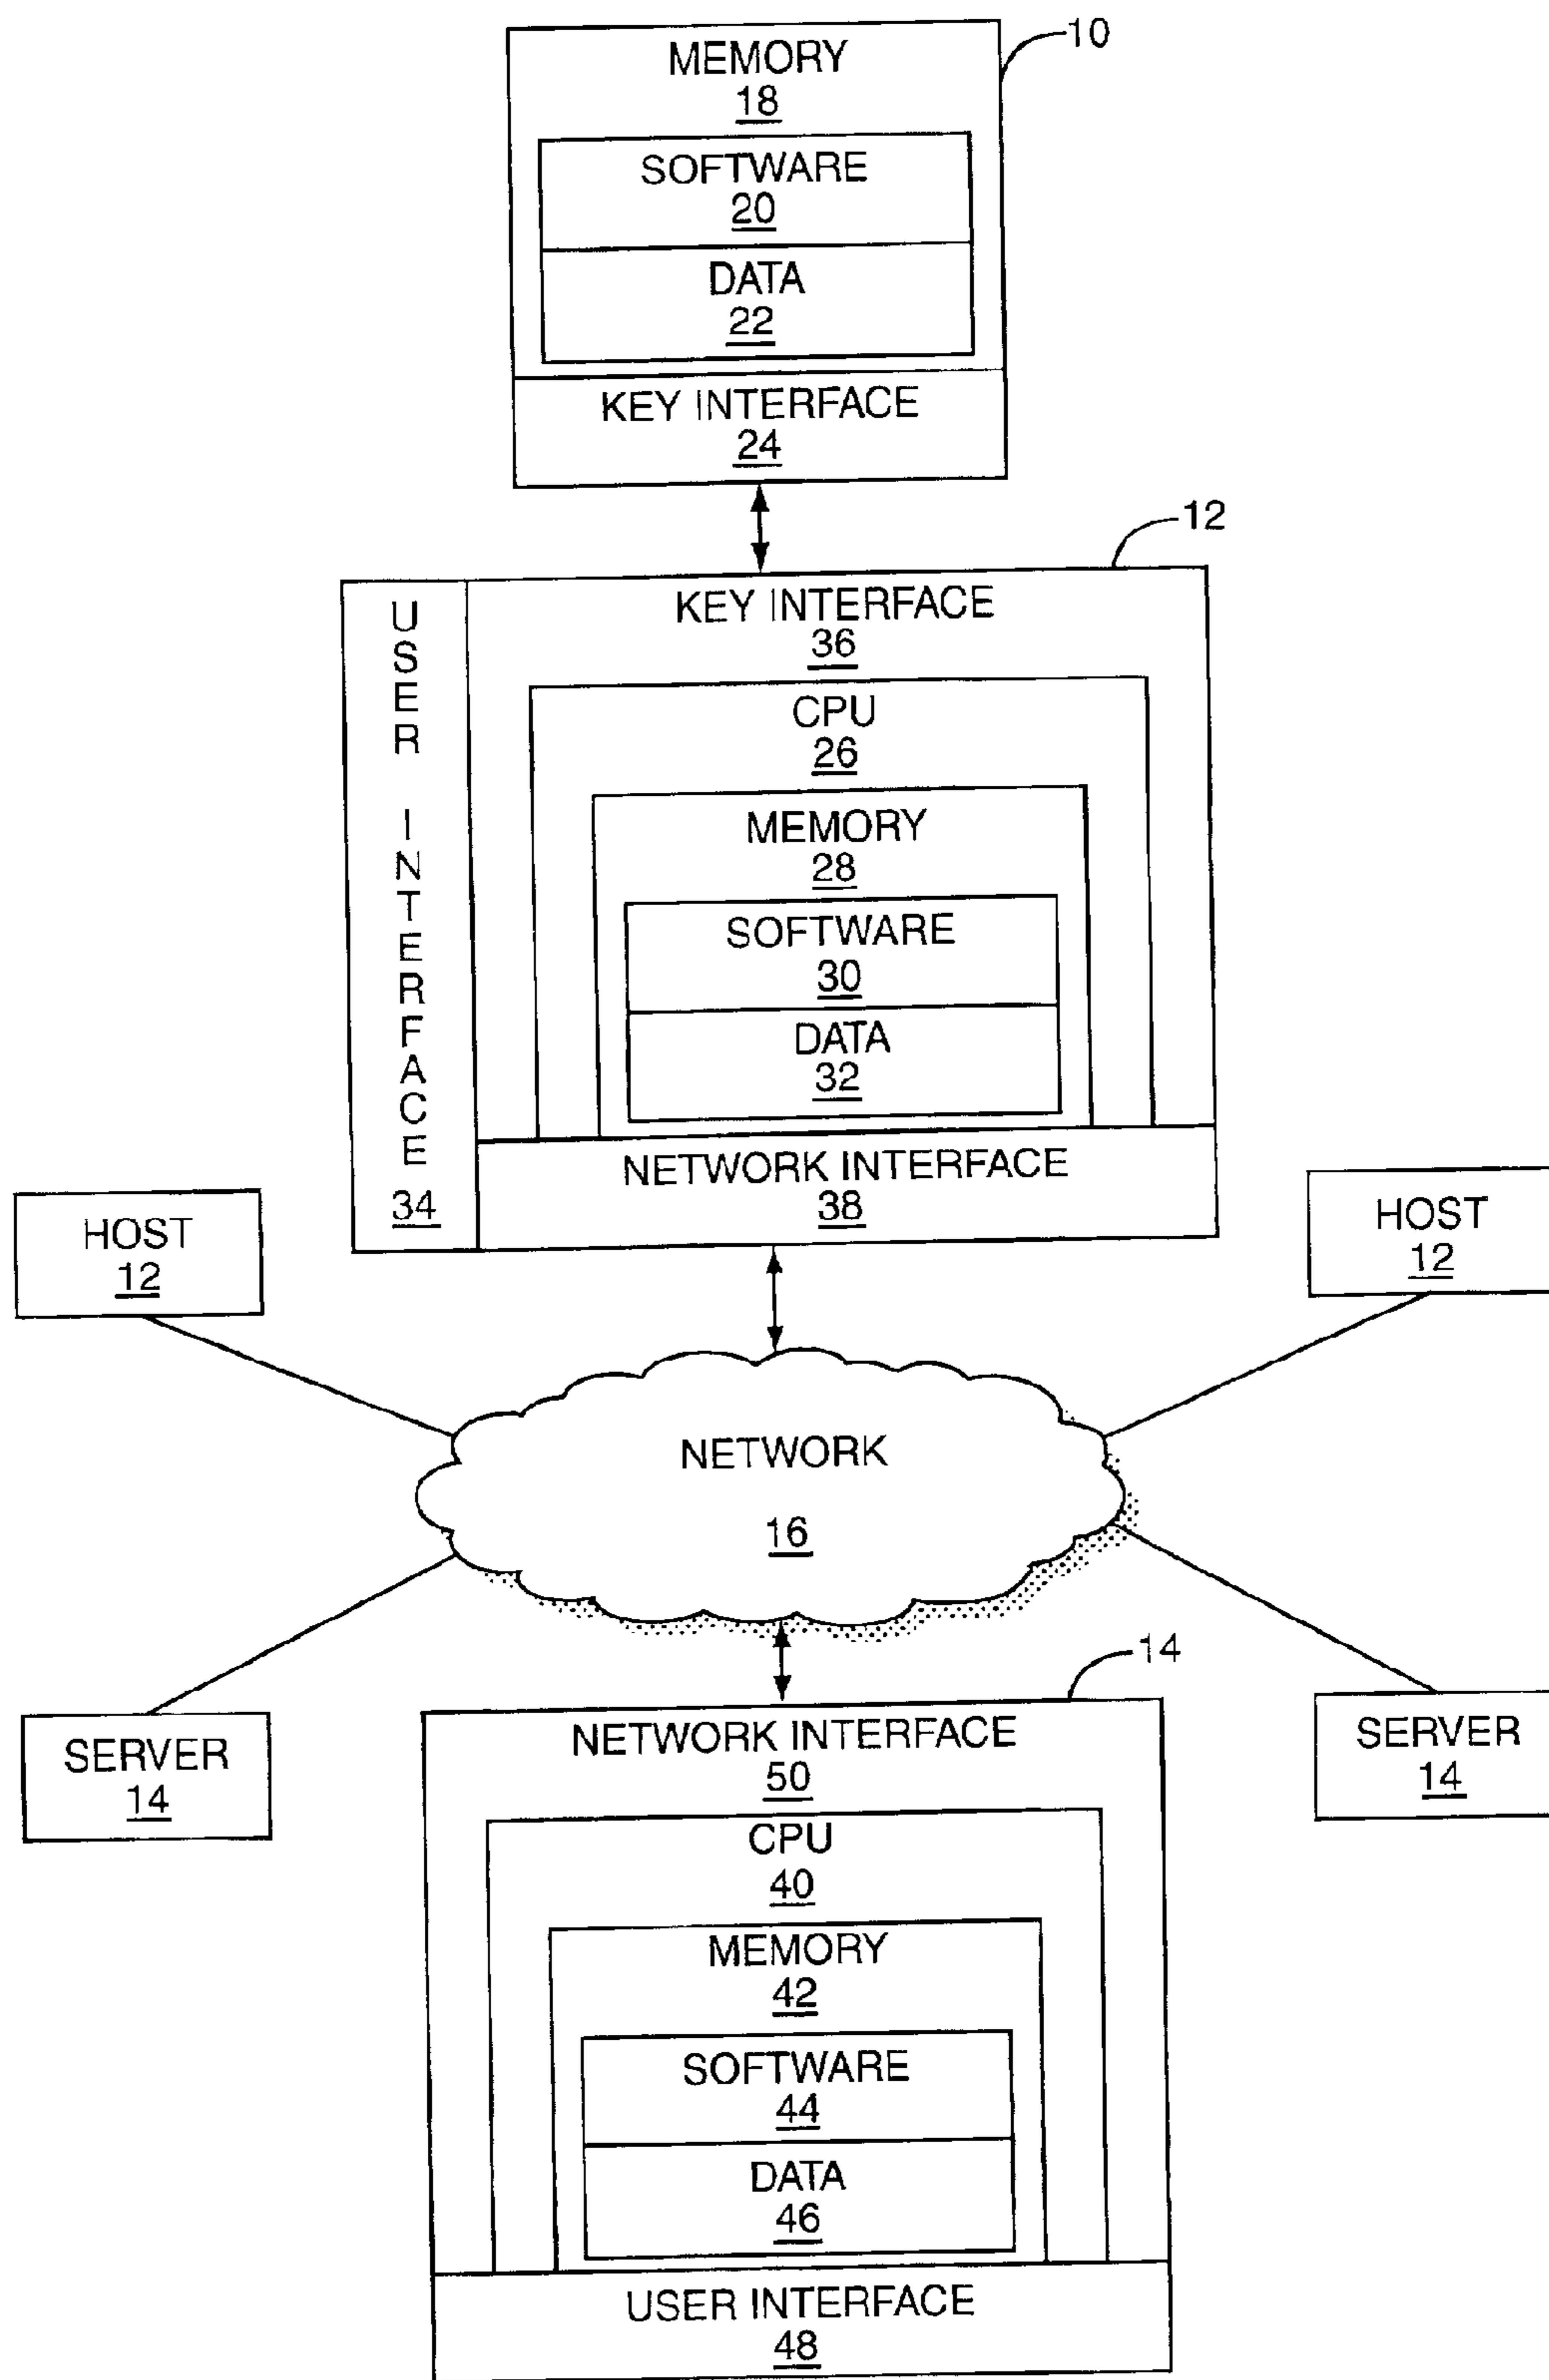 MEMORY
10
18
SOFTWARE
20
DATA
22
KEY INTERFACE
24
12
USER INTERFACE
34
KEY INTERFACE
36
CPU
26
MEMORY
28
SOFTWARE
30
DATA
32
NETWORK INTERFACE
38
HOST
12
HOST
12
NETWORK
16
14
SERVER
14
SERVER
14
NETWORK INTERFACE
50
CPU
40
MEMORY
42
SOFTWARE
44
DATA
46
USER INTERFACE
48